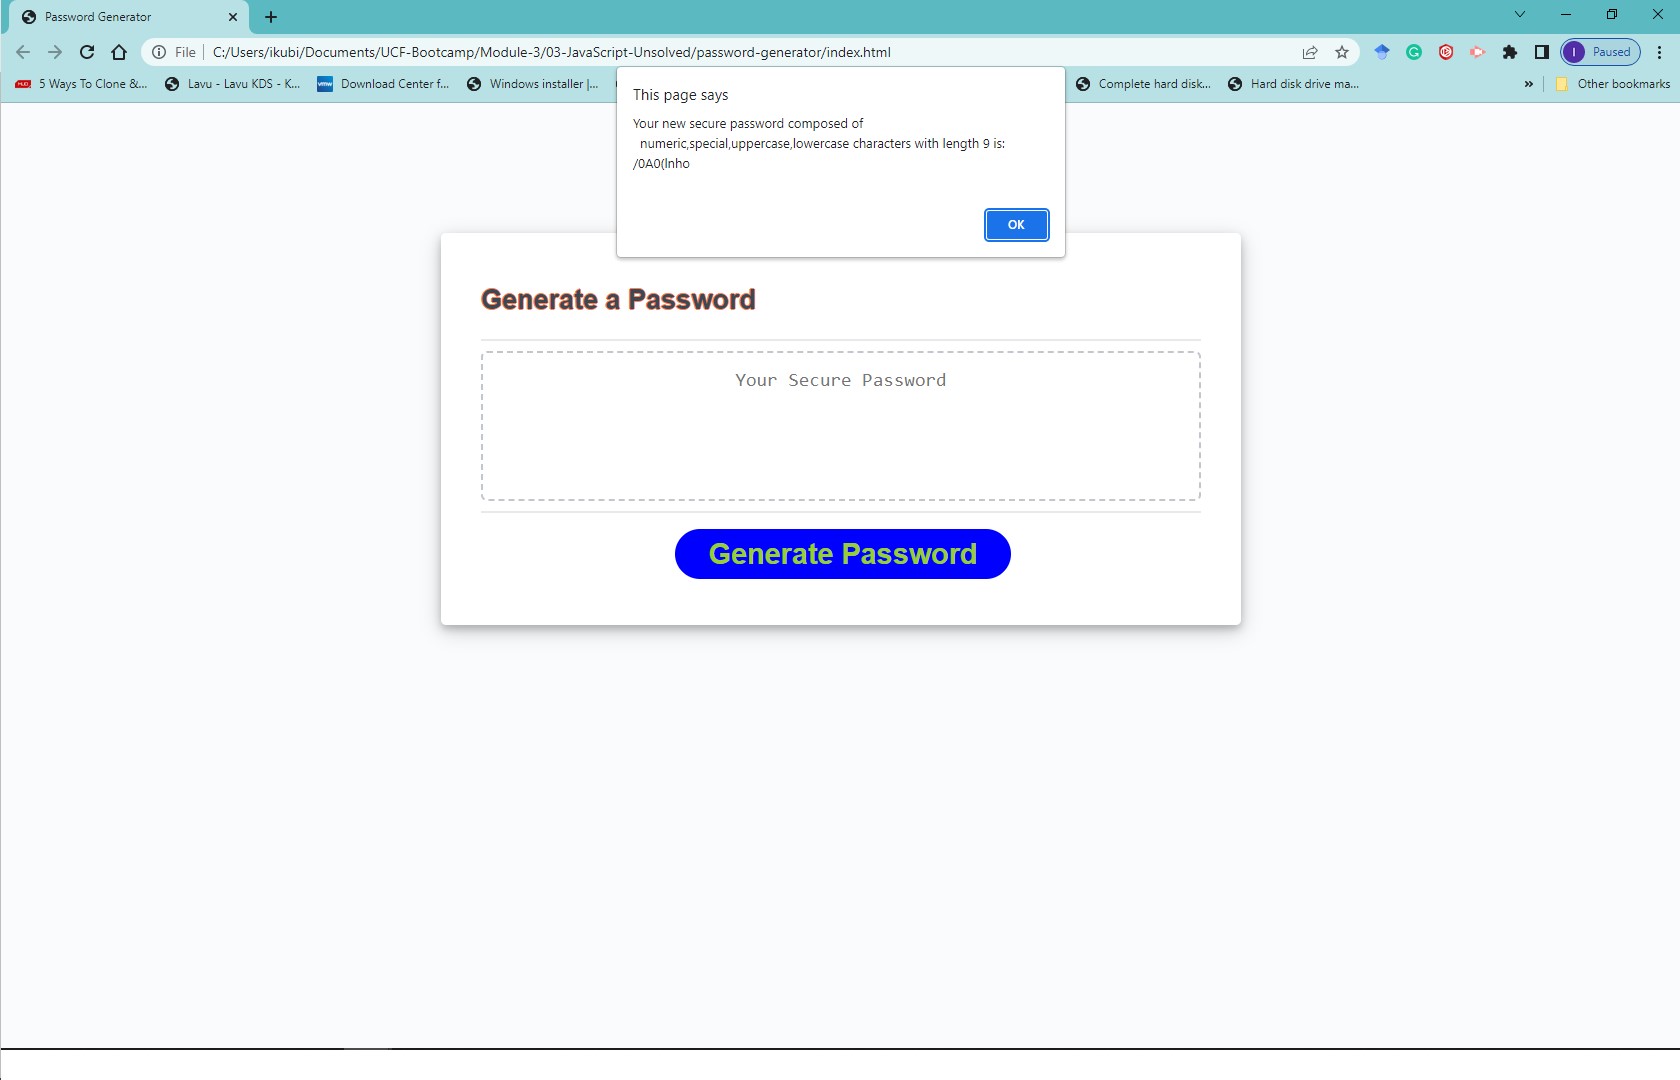 Password Generator
File
C:/Users/ikubi/Documents/UCF-Bootcamp/Module-3/03-JavaScript-Unsolved/password-generator/index.html
I Paused
5 Ways To Clone &...
Lavu - Lavu KDS - K...
vmw Download Center f...
Windows installer |...
Complete hard disk...
Hard disk drive ma...
»
Other bookmarks
This page says
Your new secure password composed of
numeric,special,uppercase,lowercase characters with length 9 is:
/0A0(lnho
OK
Generate a Password
Your Secure Password
Generate Password